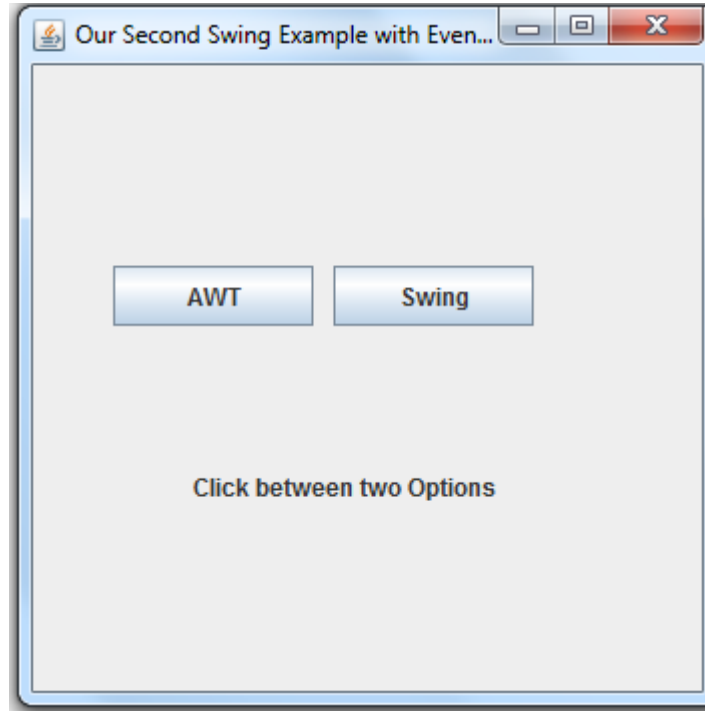 Our Second Swing Example with Even...
AWT Swing
Click between two Options